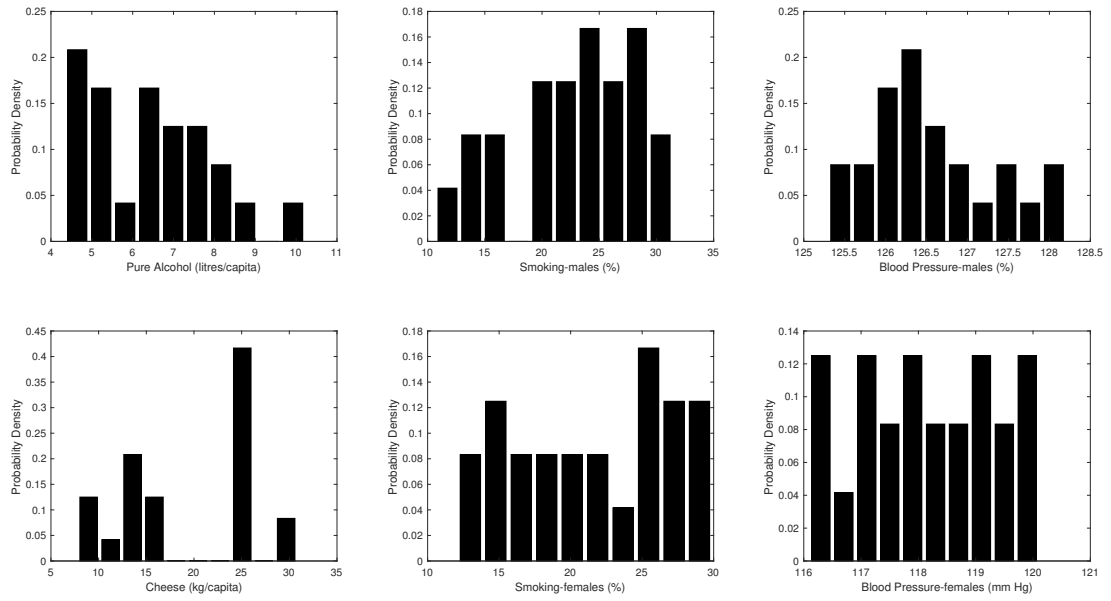 0.25
0.2
0.15
0.1
0.05
0
Probability Density
4 5 6 7 8 9 10 11
Pure Alcohol (litres/capita)
0.18
0.16
0.14
0.12
0.1
0.08
0.06
0.04
0.02
0
Probability Density
10 15 20 25 30 35
Smoking-males (%)
0.25
0.2
0.15
0.1
0.05
0
Probability Density
125 125.5 126 126.5 127 127.5 128 128.5
Blood Pressure-males (%)
0.45
0.4
0.35
0.3
0.25
0.2
0.15
0.1
0.05
0
Probability Density
5 10 15 20 25 30 35
Cheese (kg/capita)
0.18
0.16
0.14
0.12
0.1
0.08
0.06
0.04
0.02
0
Probability Density
10 15 20 25 30
Smoking-females (%)
0.14
0.12
0.1
0.08
0.06
0.04
0.02
0
Probability Density
116 117 118 119 120 121
Blood Pressure-females (mm Hg)